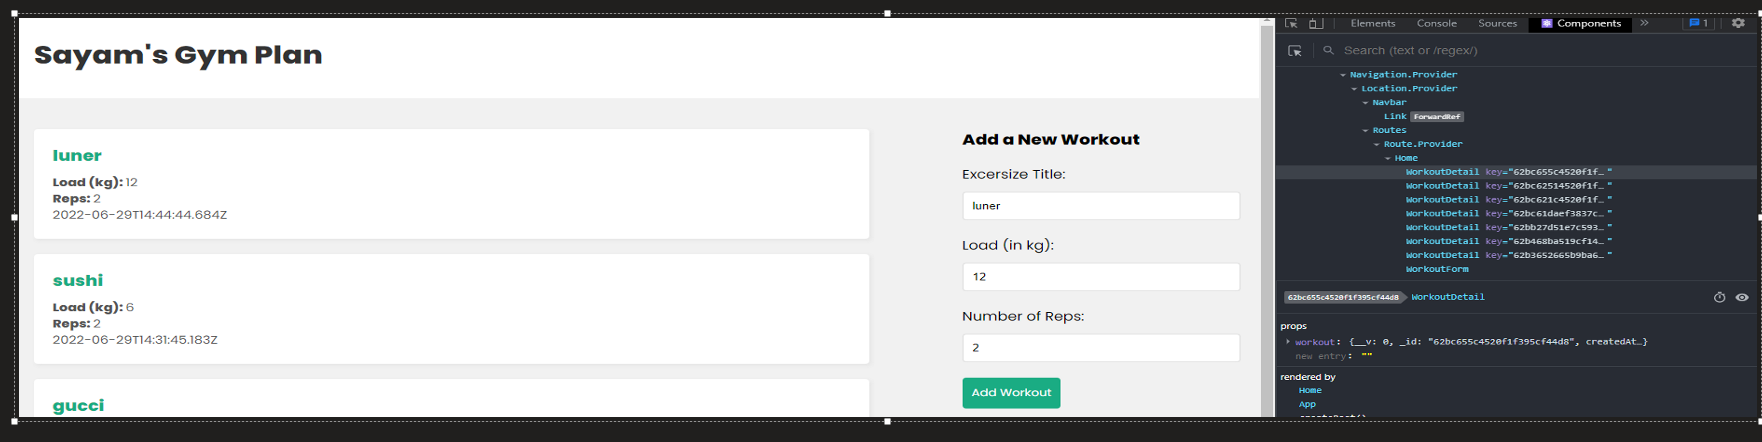 Sayam's Gym Plan
luner
Load (kg): 12
Reps: 2
2022-06-29T14:44:44.684Z
sushi
Load (kg): 6
Reps: 2
2022-06-29T14:31:45.183Z
gucci
Add a New Workout
Excersize Title:
luner
Load (in kg):
12
Number of Reps:
2
Add Workout
Elements Console Sources Components » 1
Search (text or /regex/)
Navigation.Provider
Location.Provider
Navbar
Link ForwardRef
Routes
Route.Provider
Home
WorkoutDetail key="62bc655c4520f1f…"
WorkoutDetail key="62bc62514520f1f…"
WorkoutDetail key="62bc621c4520f1f…"
WorkoutDetail key="62bc61daef3837c…"
WorkoutDetail key="62bb27d51e7c593…"
WorkoutDetail key="62b468ba519cf14…"
WorkoutDetail key="62b3652665b9ba6…"
WorkoutForm
62bc655c4520f1f395cf44d8 WorkoutDetail
props
workout: {__v: 0, _id: "62bc655c4520f1f395cf44d8", createdAt…}
new entry: ""
rendered by
Home
App
createRoot()